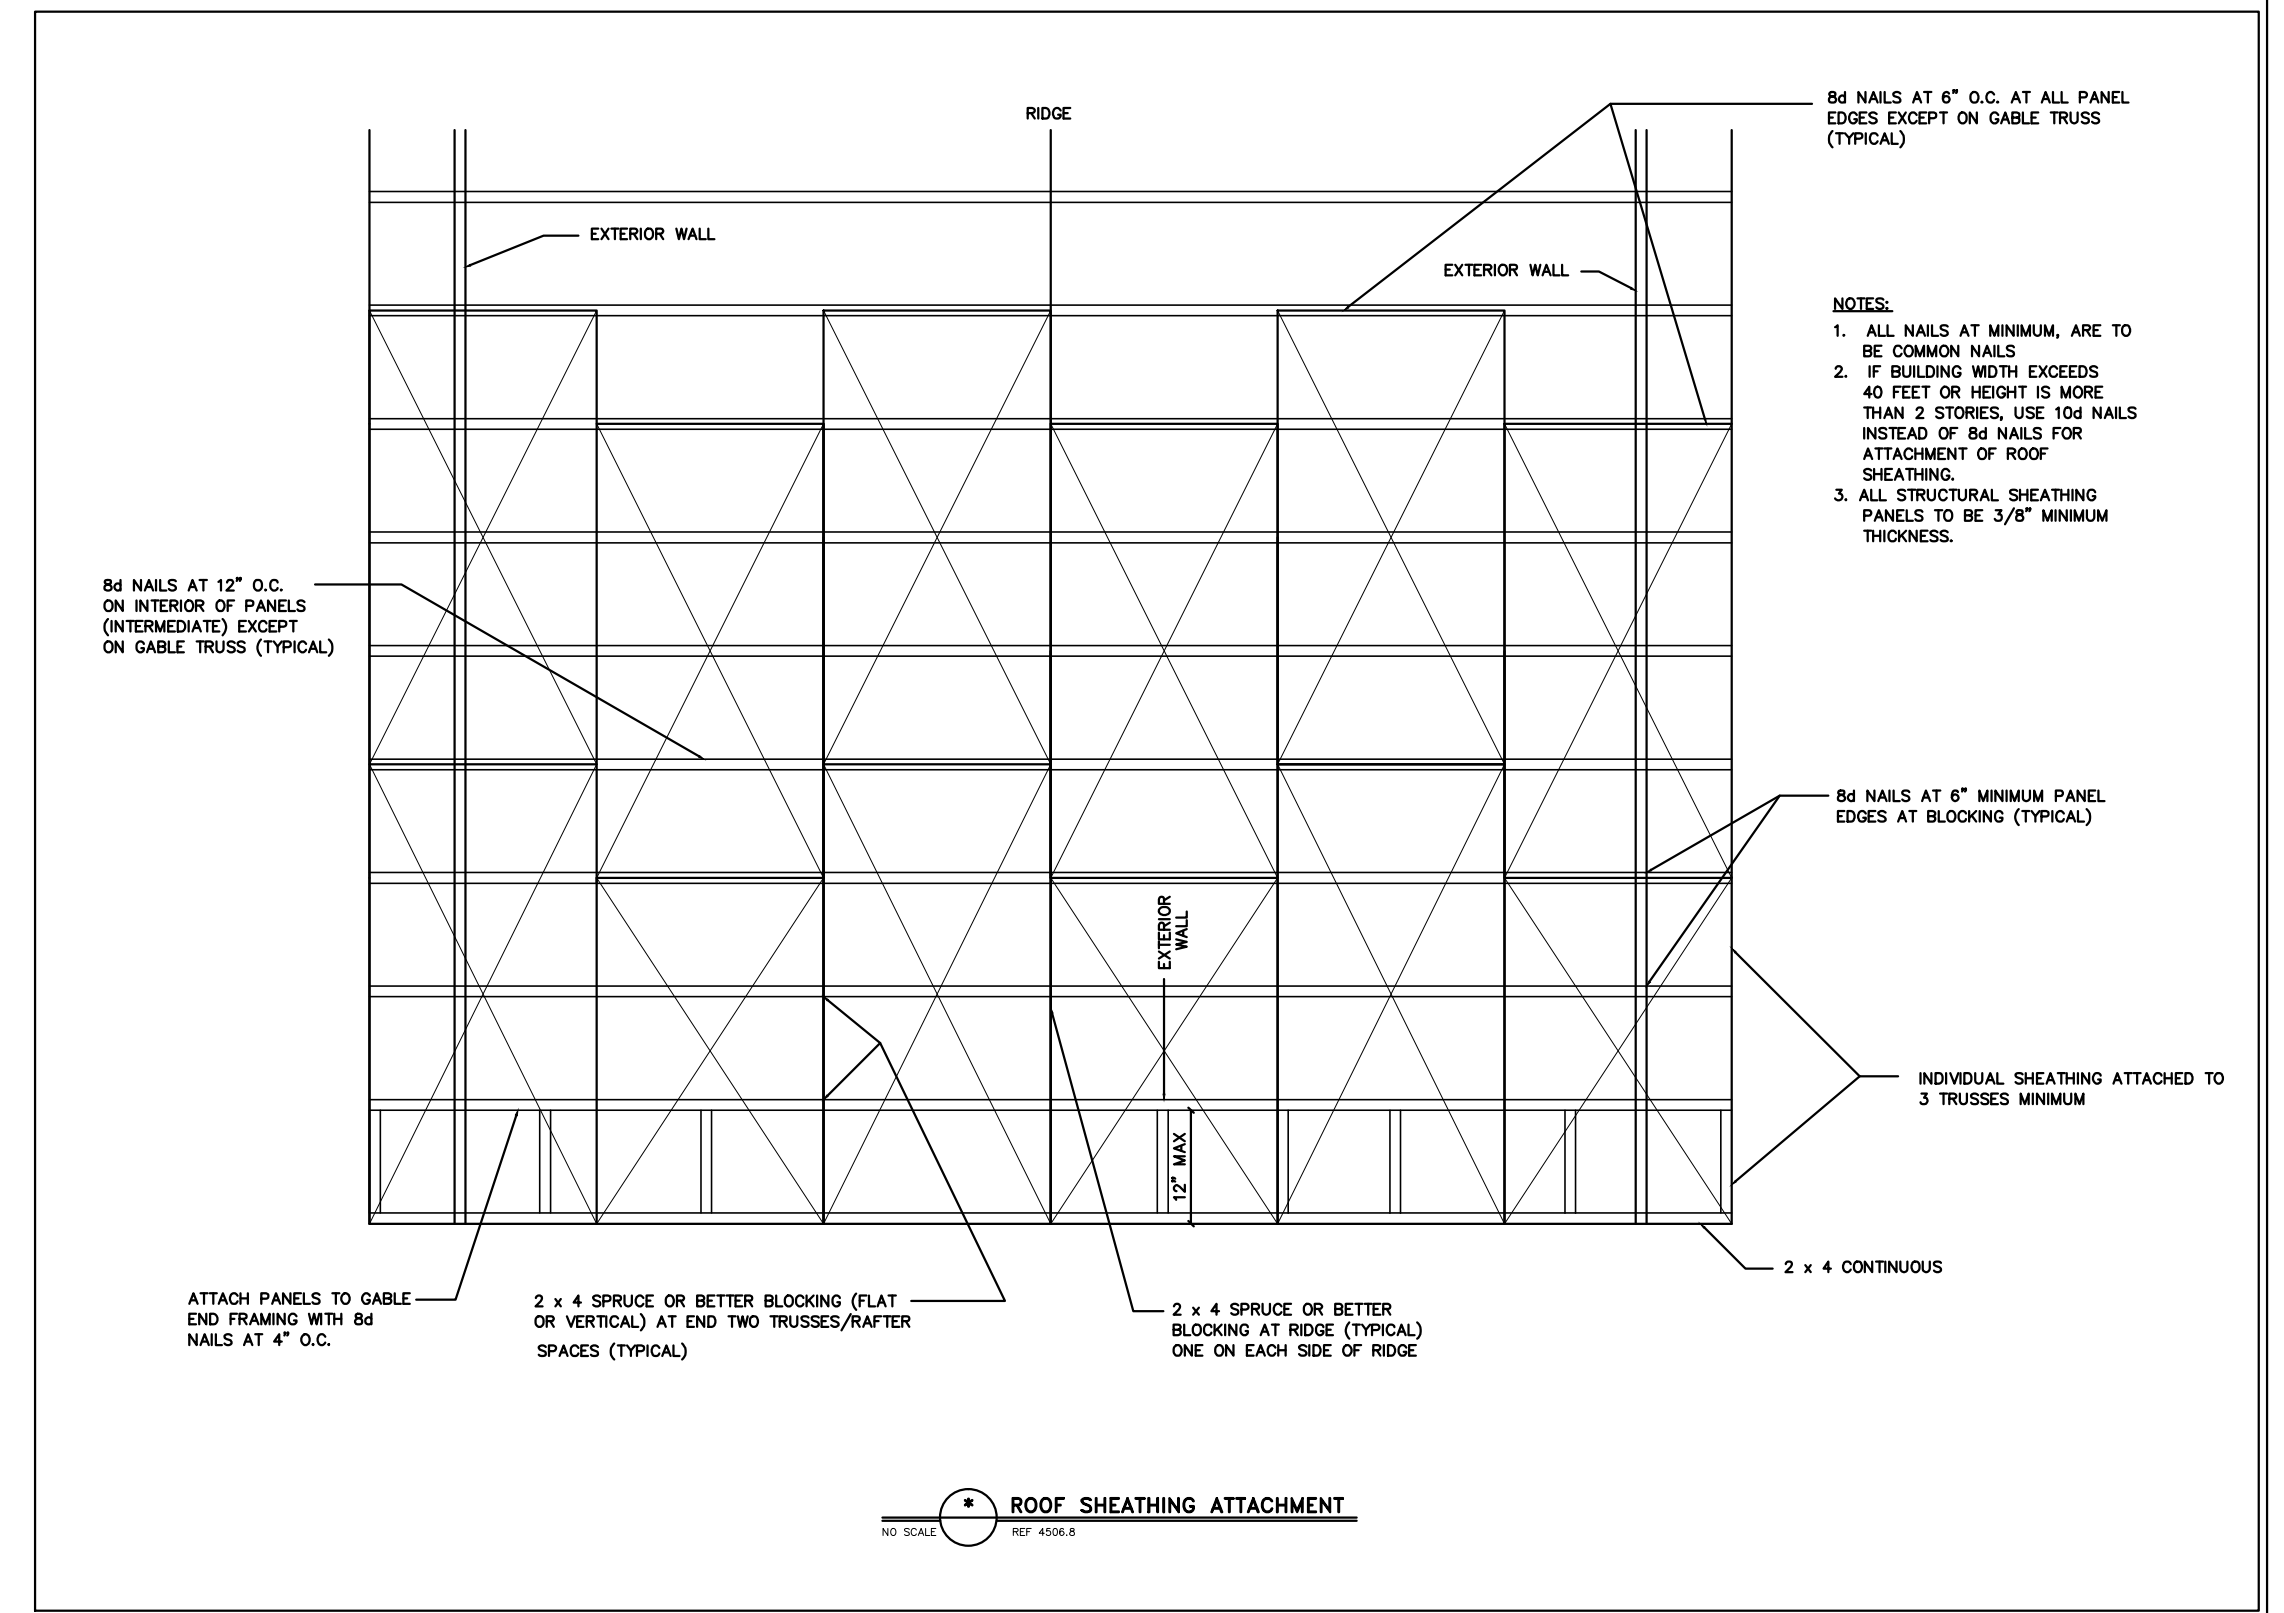 RIDGE
8d NAILS AT 6" O.C. AT ALL PANEL
EDGES EXCEPT ON GABLE TRUSS
(TYPICAL)
EXTERIOR WALL
EXTERIOR WALL
NOTES:
1. ALL NAILS AT MINIMUM, ARE TO
BE COMMON NAILS
2. IF BUILDING WIDTH EXCEEDS
40 FEET OR HEIGHT IS MORE
THAN 2 STORIES, USE 10d NAILS
INSTEAD OF 8d NAILS FOR
ATTACHMENT OF ROOF
SHEATHING.
3. ALL STRUCTURAL SHEATHING
PANELS TO BE 3/8" MINIMUM
THICKNESS.
8d NAILS AT 12" O.C.
ON INTERIOR OF PANELS
(INTERMEDIATE) EXCEPT
ON GABLE TRUSS (TYPICAL)
8d NAILS AT 6" MINIMUM PANEL
EDGES AT BLOCKING (TYPICAL)
EXTERIOR
WALL
INDIVIDUAL SHEATHING ATTACHED TO
3 TRUSSES MINIMUM
12" MAX
2 x 4 CONTINUOUS
ATTACH PANELS TO GABLE
END FRAMING WITH 8d
NAILS AT 4" O.C.
2 x 4 SPRUCE OR BETTER BLOCKING (FLAT
OR VERTICAL) AT END TWO TRUSSES/RAFTER
SPACES (TYPICAL)
2 x 4 SPRUCE OR BETTER
BLOCKING AT RIDGE (TYPICAL)
ONE ON EACH SIDE OF RIDGE
*
ROOF SHEATHING ATTACHMENT
NO SCALE
REF 4506.8